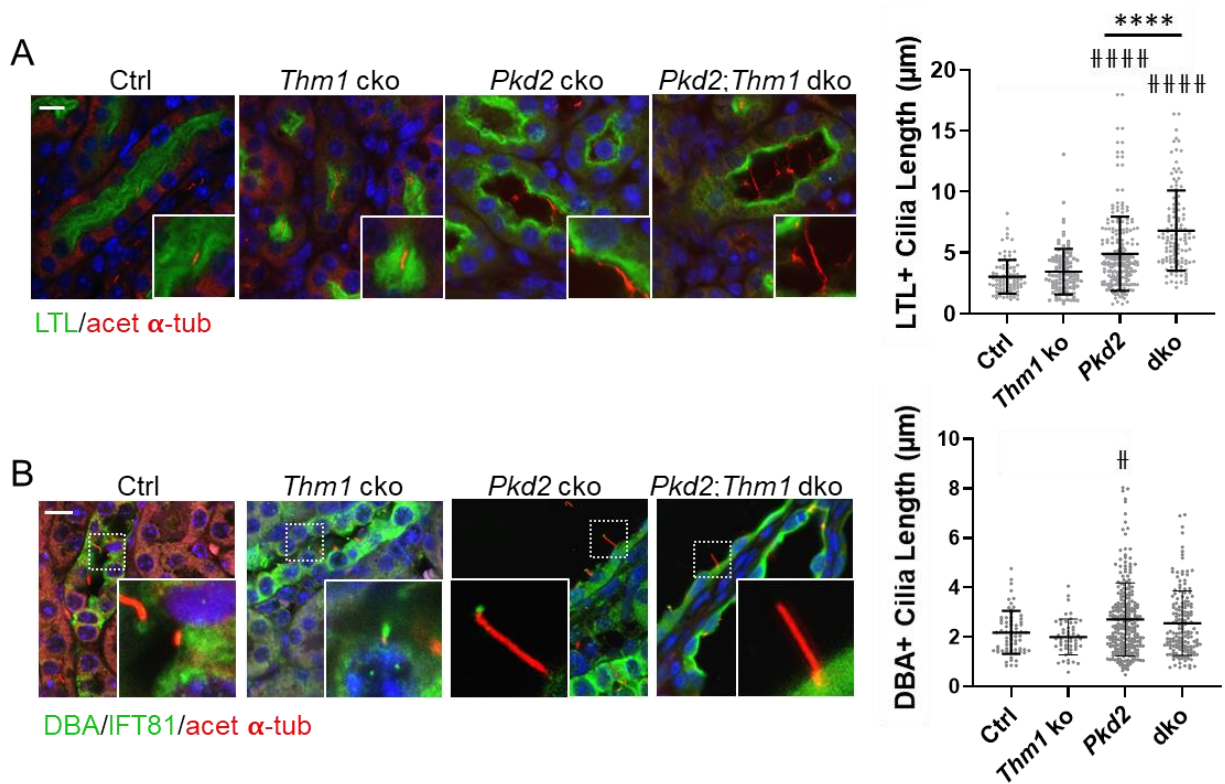 A
Ctrl
Thm1 cko
Pkd2 cko
Pkd2;Thm1 dko
LTL/acet α-tub
****
####
####
LTL+ Cilia Length (µm)
20
15
10
5
0
Ctrl
Thm1 ko
Pkd2
dko
B
Ctrl
Thm1 cko
Pkd2 cko
Pkd2;Thm1 dko
DBA/IFT81/acet α-tub
#
DBA+ Cilia Length (µm)
10
8
6
4
2
0
Ctrl
Thm1 ko
Pkd2
dko